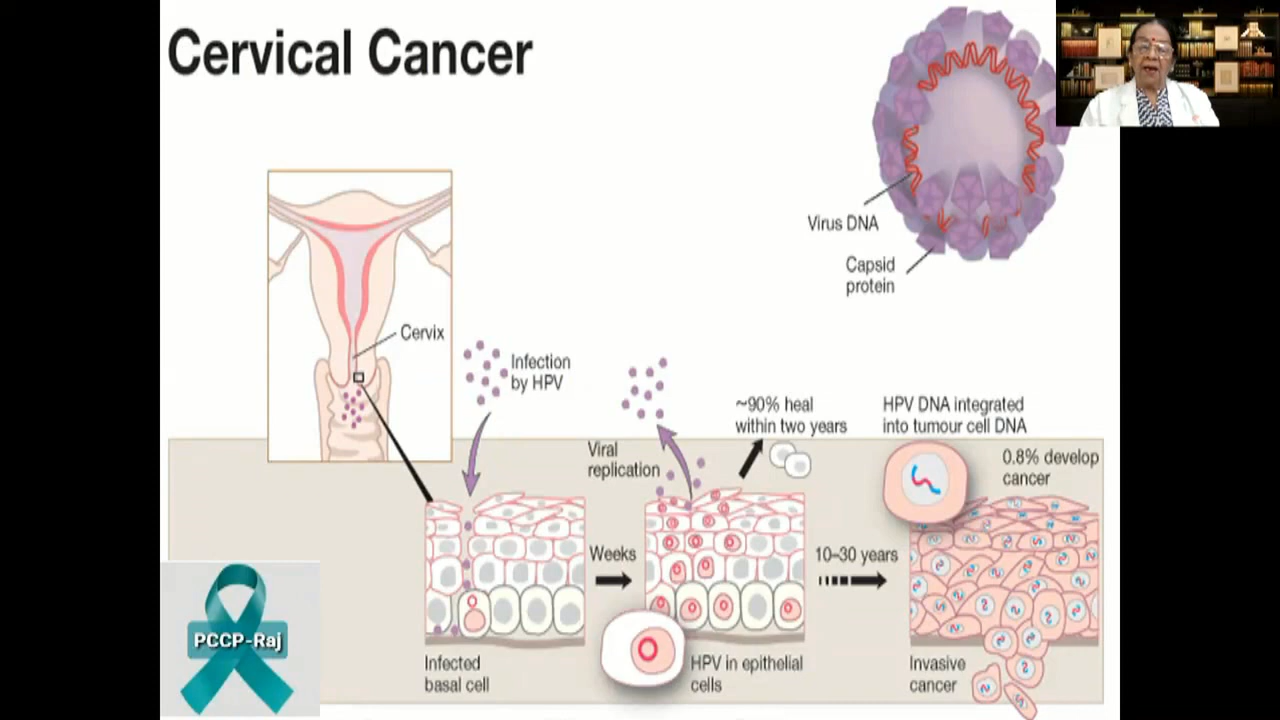 Cervical Cancer
Virus DNA
Capsid
protein
Cervix
Infection
by HPV
Viral
replication
~90% heal
within two years
HPV DNA integrated
into tumour cell DNA
0.8% develop
cancer
Weeks
10–30 years
PCCP-Raj
Infected
basal cell
HPV in epithelial
cells
Invasive
cancer